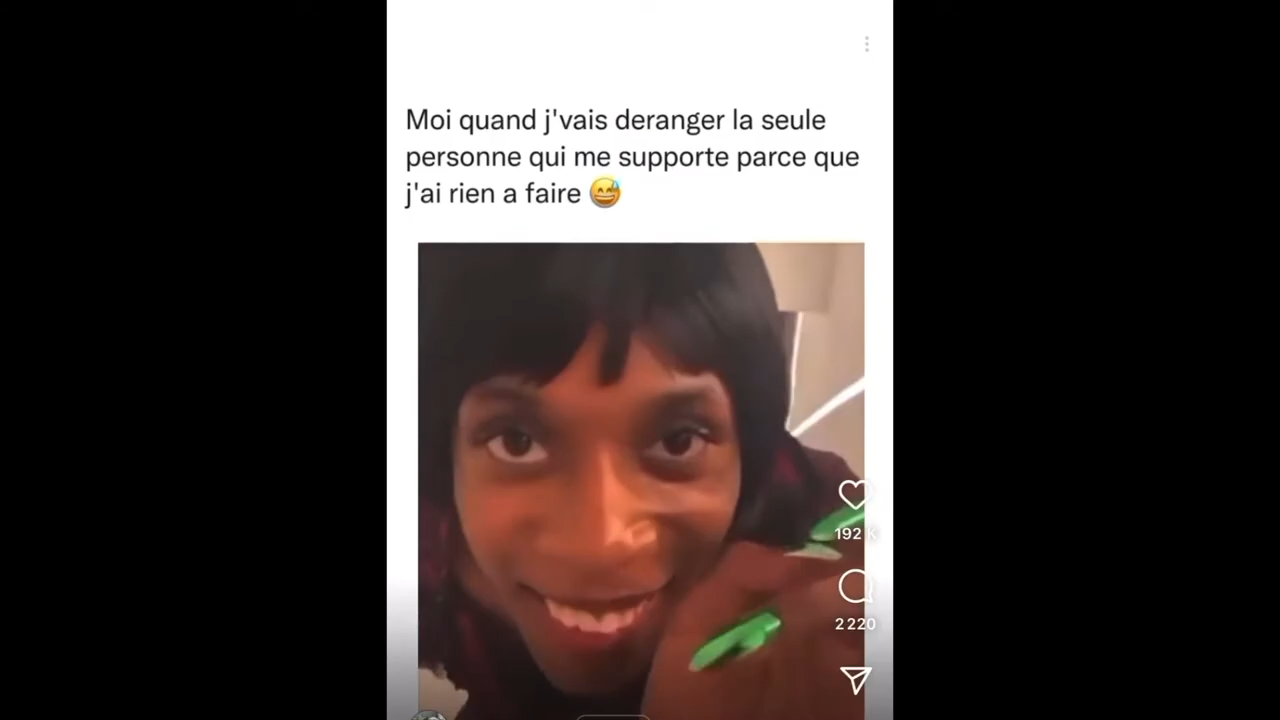 Moi quand j'vais deranger la seule
personne qui me supporte parce que
j'ai rien a faire 😅
192 K
2 220